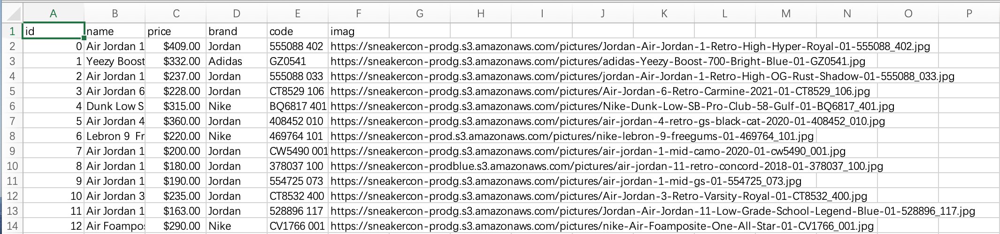 A B C D E F G H I J K L M N O P
1 id name price brand code imag
2 0 Air Jordan 1 $409.00 Jordan 555088 402 https://sneakercon-prodg.s3.amazonaws.com/pictures/Jordan-Air-Jordan-1-Retro-High-Hyper-Royal-01-555088_402.jpg
3 1 Yeezy Boost $332.00 Adidas GZ0541 https://sneakercon-prodg.s3.amazonaws.com/pictures/adidas-Yeezy-Boost-700-Bright-Blue-01-GZ0541.jpg
4 2 Air Jordan 1 $237.00 Jordan 555088 033 https://sneakercon-prodg.s3.amazonaws.com/pictures/jordan-Air-Jordan-1-Retro-High-OG-Rust-Shadow-01-555088_033.jpg
5 3 Air Jordan 6 $228.00 Jordan CT8529 106 https://sneakercon-prodg.s3.amazonaws.com/pictures/Air-Jordan-6-Retro-Carmine-2021-01-CT8529_106.jpg
6 4 Dunk Low S $315.00 Nike BQ6817 401 https://sneakercon-prodg.s3.amazonaws.com/pictures/Nike-Dunk-Low-SB-Pro-Club-58-Gulf-01-BQ6817_401.jpg
7 5 Air Jordan 4 $360.00 Jordan 408452 010 https://sneakercon-prodg.s3.amazonaws.com/pictures/air-jordan-4-retro-gs-black-cat-2020-01-408452_010.jpg
8 6 Lebron 9  Fr $220.00 Nike 469764 101 https://sneakercon-prodg.s3.amazonaws.com/pictures/nike-lebron-9-freegums-01-469764_101.jpg
9 7 Air Jordan 1 $200.00 Jordan CW5490 001 https://sneakercon-prodg.s3.amazonaws.com/pictures/air-jordan-1-mid-camo-2020-01-cw5490_001.jpg
10 8 Air Jordan 1 $180.00 Jordan 378037 100 https://sneakercon-prodblue.s3.amazonaws.com/pictures/air-jordan-11-retro-concord-2018-01-378037_100.jpg
11 9 Air Jordan 1 $190.00 Jordan 554725 073 https://sneakercon-prodg.s3.amazonaws.com/pictures/air-jordan-1-mid-gs-01-554725_073.jpg
12 10 Air Jordan 3 $235.00 Jordan CT8532 400 https://sneakercon-prodg.s3.amazonaws.com/pictures/Air-Jordan-3-Retro-Varsity-Royal-01-CT8532_400.jpg
13 11 Air Jordan 1 $163.00 Jordan 528896 117 https://sneakercon-prodg.s3.amazonaws.com/pictures/Jordan-Air-Jordan-11-Low-Grade-School-Legend-Blue-01-528896_117.jpg
14 12 Air Foampos $290.00 Nike CV1766 001 https://sneakercon-prodg.s3.amazonaws.com/pictures/nike-Air-Foamposite-One-All-Star-01-CV1766_001.jpg